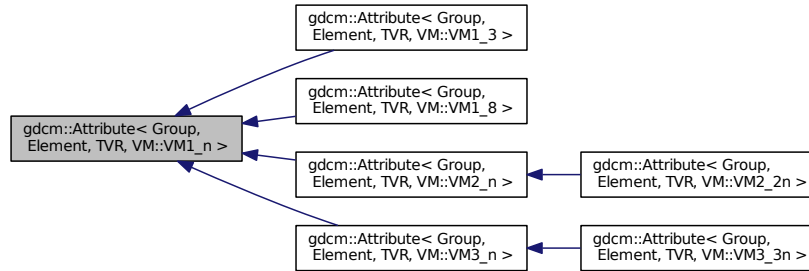 gdcm::Attribute< Group,
Element, TVR, VM::VM1_3 >
gdcm::Attribute< Group,
Element, TVR, VM::VM1_8 >
gdcm::Attribute< Group,
Element, TVR, VM::VM1_n >
gdcm::Attribute< Group,
Element, TVR, VM::VM2_n >
gdcm::Attribute< Group,
Element, TVR, VM::VM2_2n >
gdcm::Attribute< Group,
Element, TVR, VM::VM3_n >
gdcm::Attribute< Group,
Element, TVR, VM::VM3_3n >